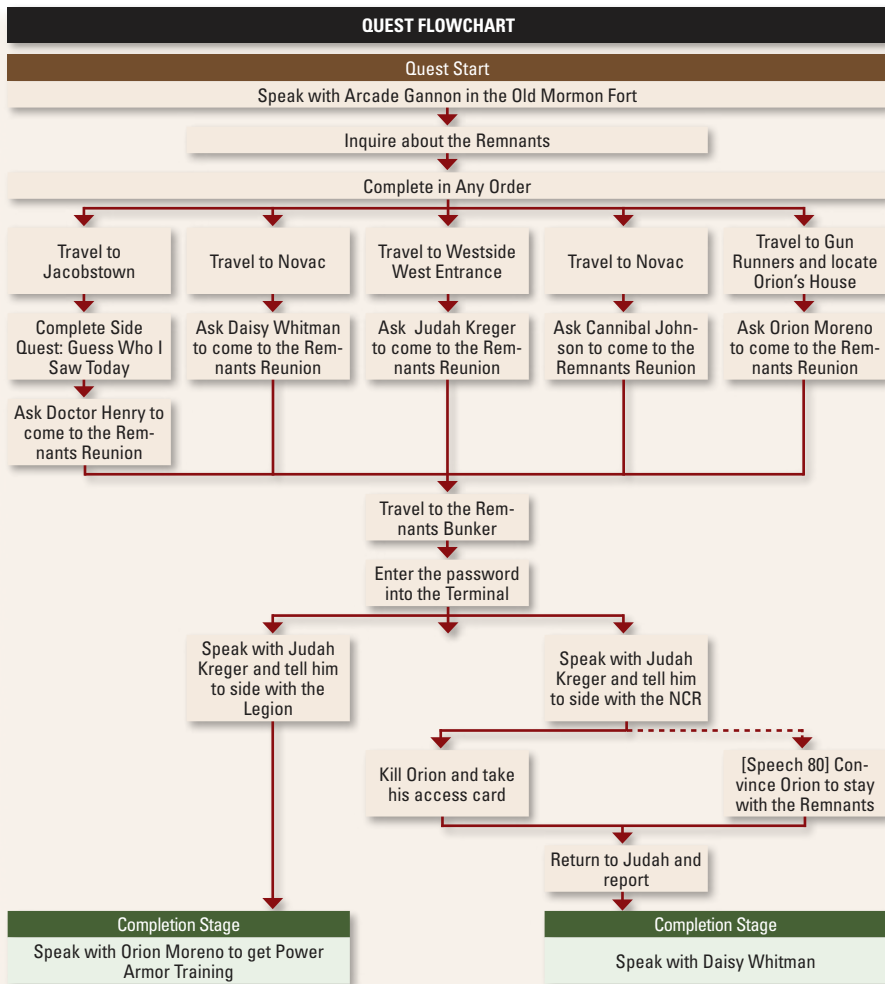 QUEST FLOWCHART
Quest Start
Speak with Arcade Gannon in the Old Mormon Fort
Inquire about the Remnants
Complete in Any Order
Travel to
Jacobstown
Travel to Novac
Travel to Westside
West Entrance
Travel to Novac
Travel to Gun
Runners and locate
Orion's House
Complete Side
Quest: Guess Who I
Saw Today
Ask Daisy Whitman
to come to the Rem-
nants Reunion
Ask Judah Kreger
to come to the Rem-
nants Reunion
Ask Cannibal John-
son to come to the
Remnants Reunion
Ask Orion Moreno
to come to the Rem-
nants Reunion
Ask Doctor Henry to
come to the Rem-
nants Reunion
Travel to the Rem-
nants Bunker
Enter the password
into the Terminal
Speak with Judah
Kreger and tell him
to side with the
Legion
Speak with Judah
Kreger and tell him
to side with the NCR
Kill Orion and take
his access card
[Speech 80] Con-
vince Orion to stay
with the Remnants
Return to Judah and
report
Completion Stage
Speak with Orion Moreno to get Power
Armor Training
Completion Stage
Speak with Daisy Whitman